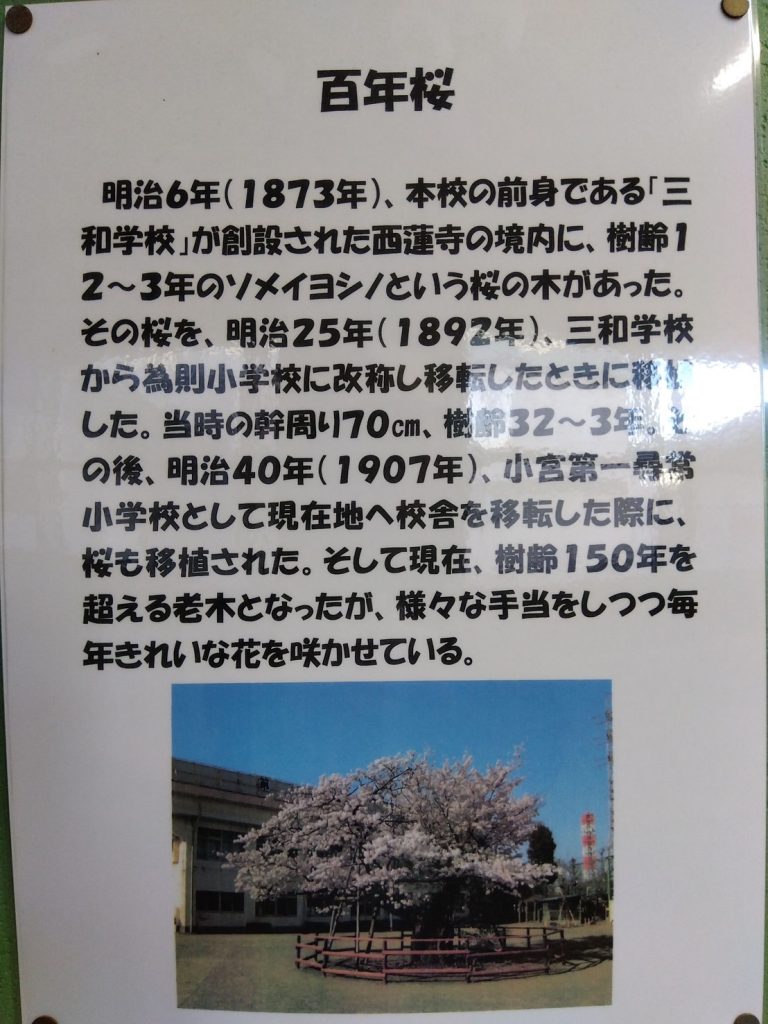 百年桜
明治6年(1873年)、本校の前身である「三
和学校」が創設された西蓮寺の境内に、樹齢1
2～3年のソメイヨシノという桜の木があった。
その桜を、明治25年(1892年)、三和学校
から為則小学校に改称し移転したときに移植
した。当時の幹周り70㎝、樹齢32～3年。そ
の後、明治40年(1907年)、小宮第一尋常
小学校として現在地へ校舎を移転した際に、
桜も移植された。そして現在、樹齢150年を
超える老木となったが、様々な手当をしつつ毎
年きれいな花を咲かせている。